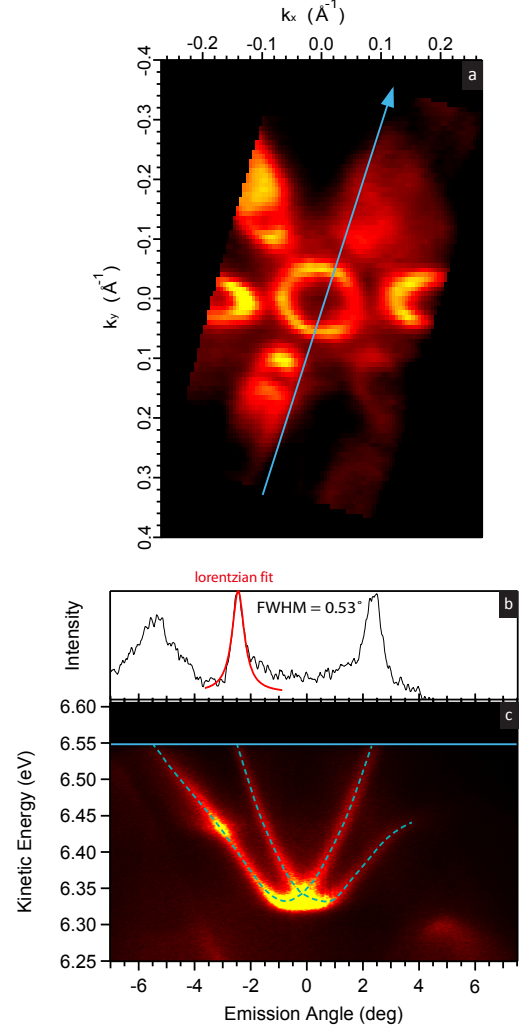 kx (Å-1)
-0.2 -0.1 0.0 0.1 0.2
a
ky (Å-1)
-0.4
-0.3
-0.2
-0.1
0.0
0.1
0.2
0.3
0.4
lorentzian fit
FWHM = 0.53°
b
Intensity
c
Kinetic Energy (eV)
6.60
6.55
6.50
6.45
6.40
6.35
6.30
6.25
-6 -4 -2 0 2 4 6
Emission Angle (deg)